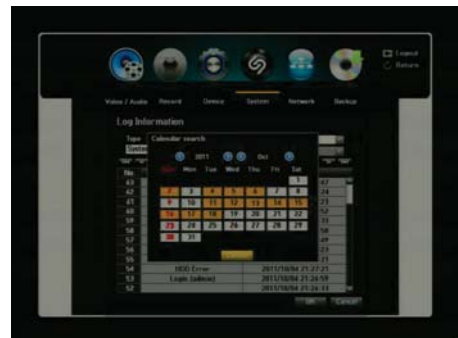 Logout
Return
Video / Audio Record Device System Network Backup
Log Information
Type
Calendar search
2011 Oct
Mon Tue Wed Thu Fri Sat
1
2 3 4 5 6 7 8
9 10 11 12 13 14 15
16 17 18 19 20 21 22
23 24 25 26 27 28 29
30 31
No
63
62
61
60
59
58
57
56
55
54 HDD Error 2011/10/04 21:27:21
53 Login (admin) 2011/10/04 21:26:59
52 2011/10/04 21:26:33
OK Cancel